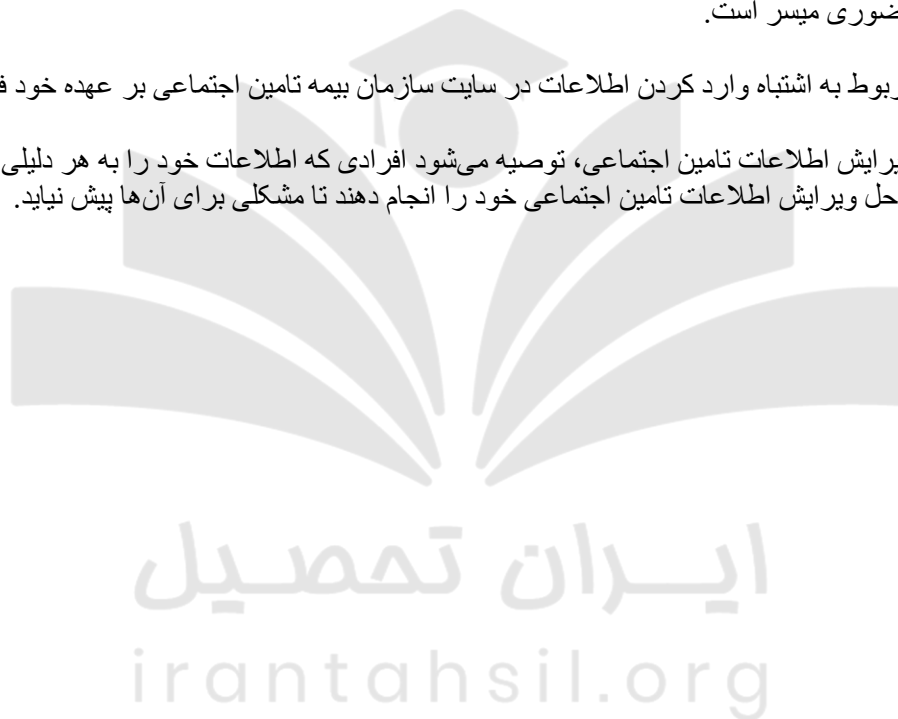 ضوری میسر است.
ربوط به اشتباه وارد کردن اطلاعات در سایت سازمان بیمه تامین اجتماعی بر عهده خود
یرایش اطلاعات تامین اجتماعی، توصیه می‌شود افرادی که اطلاعات خود را به هر دلیلی
حل ویرایش اطلاعات تامین اجتماعی خود را انجام دهند تا مشکلی برای آن‌ها پیش نیاید.
ایران تحصیل
irantahsil.org